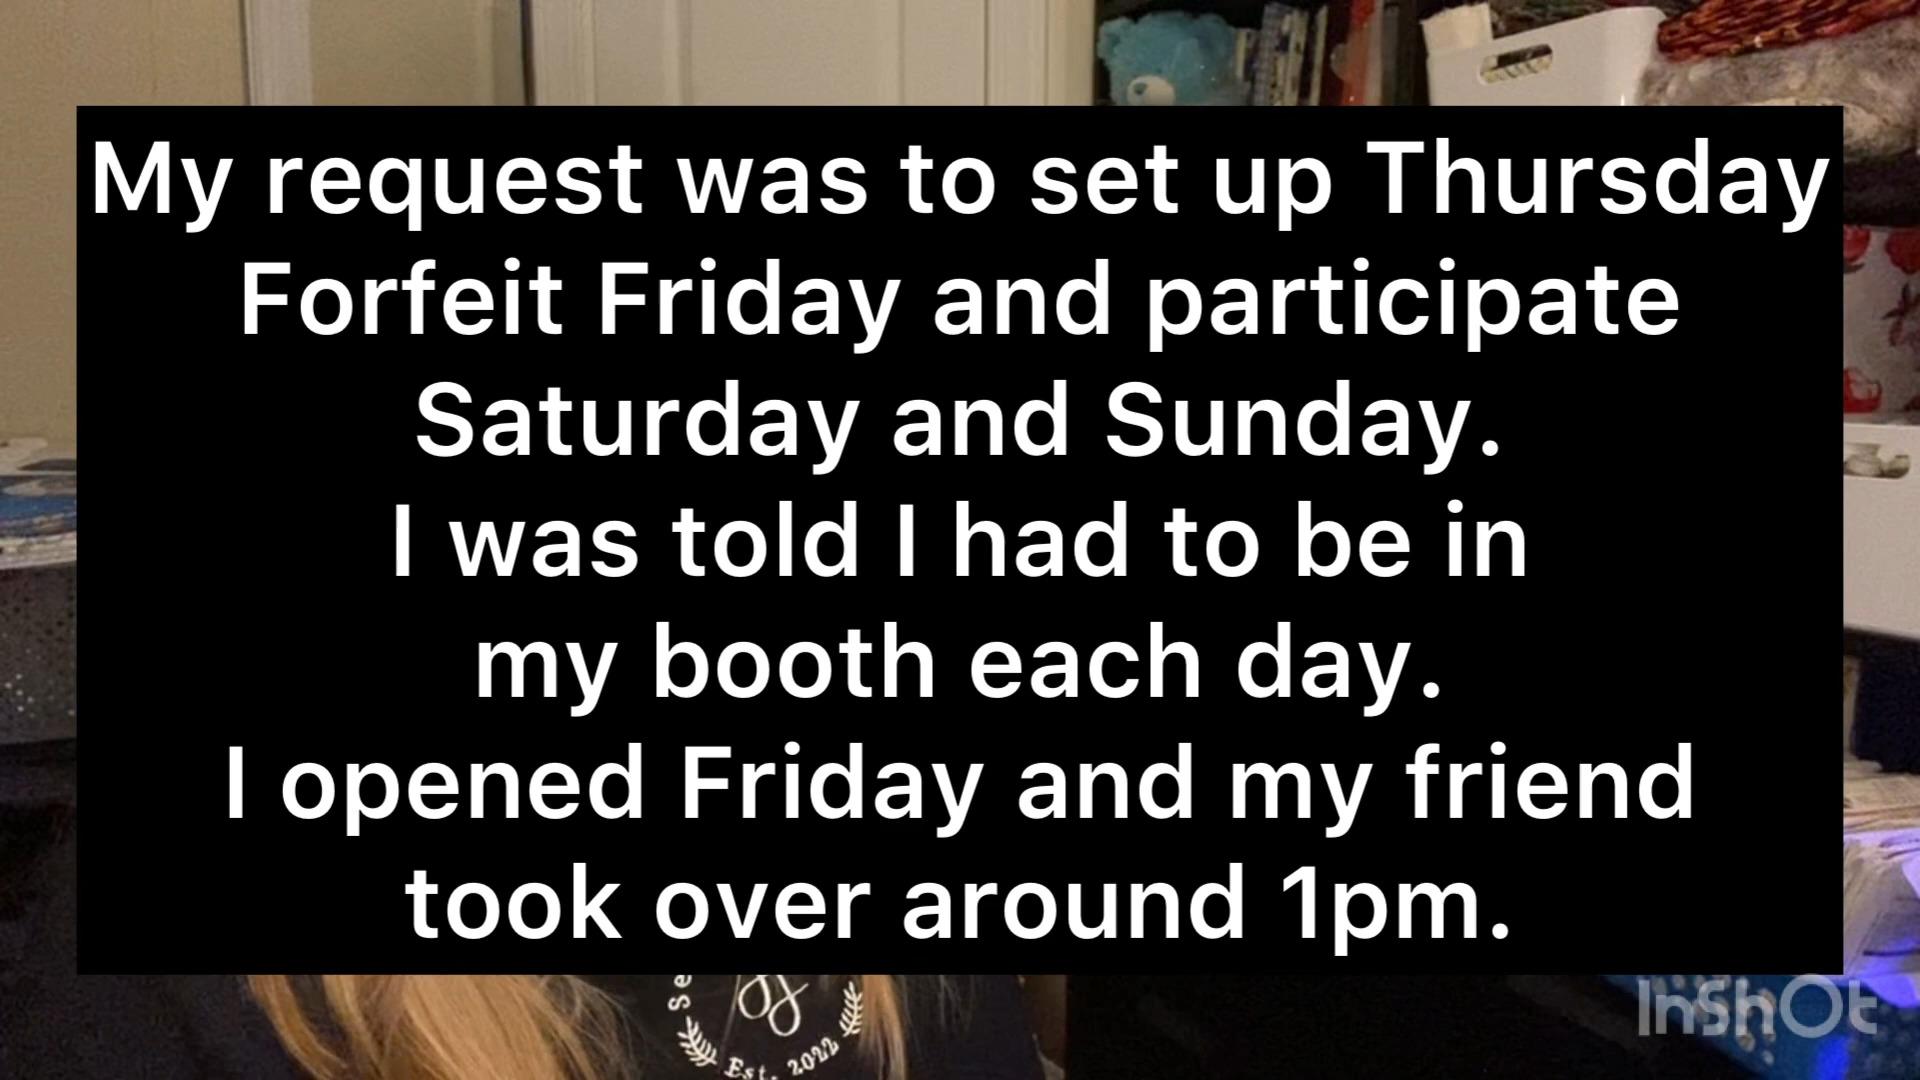 My request was to set up Thursday
Forfeit Friday and participate
Saturday and Sunday.
I was told I had to be in
my booth each day.
I opened Friday and my friend
took over around 1pm.
Est. 2022
InShOt